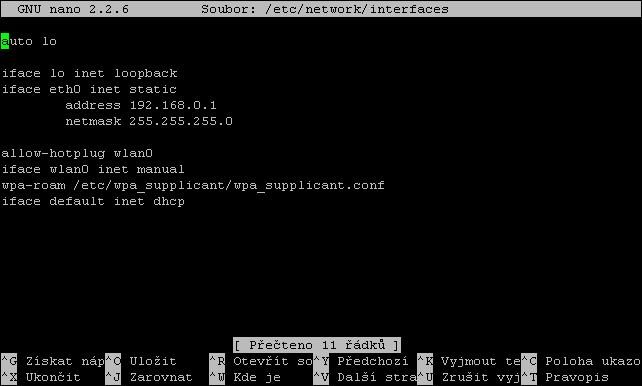 GNU nano 2.2.6 Soubor: /etc/network/interfaces
auto lo
iface lo inet loopback
iface eth0 inet static
address 192.168.0.1
netmask 255.255.255.0
allow-hotplug wlan0
iface wlan0 inet manual
wpa-roam /etc/wpa_supplicant/wpa_supplicant.conf
iface default inet dhcp
[ Přečteno 11 řádků ]
^G Získat náp^O Uložit ^R Otevřít so^Y Předchozí ^K Vyjmout te^C Poloha ukazo
^X Ukončit ^J Zarovnat ^W Kde je ^V Další stra^U Zrušit vyj^T Pravopis